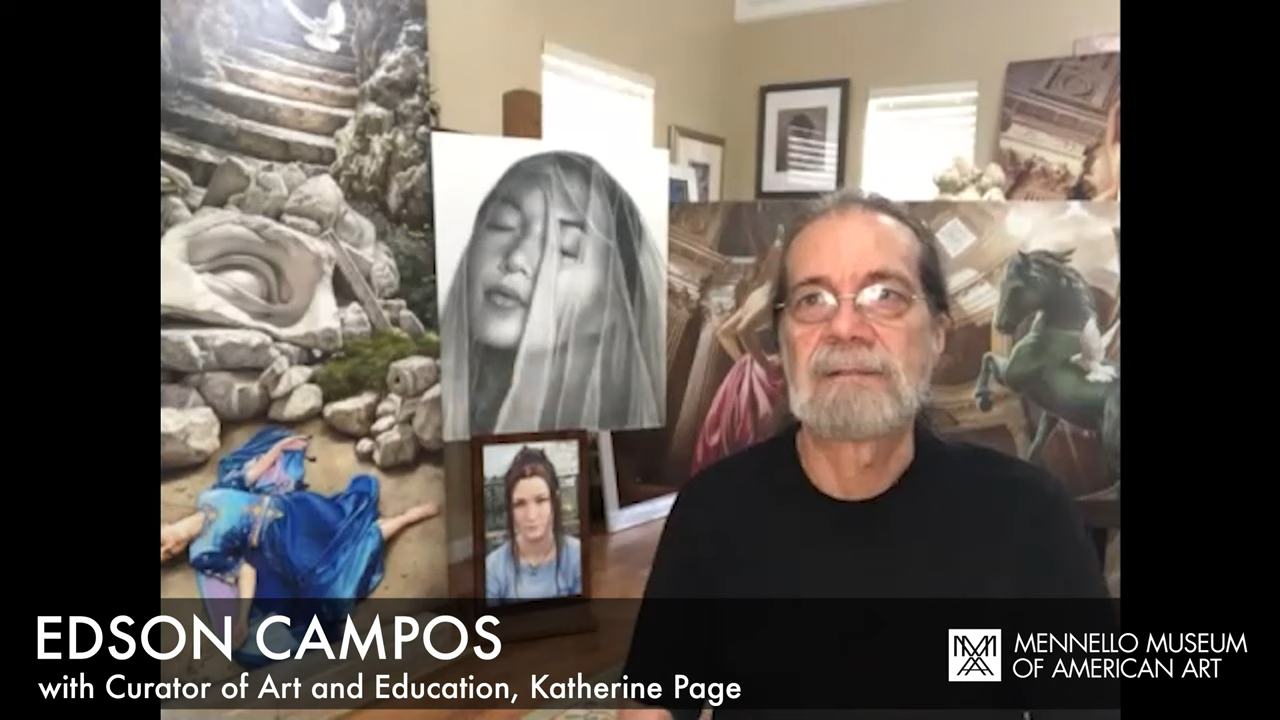 EDSON CAMPOS
with Curator of Art and Education, Katherine Page
MENNELLO MUSEUM
OF AMERICAN ART